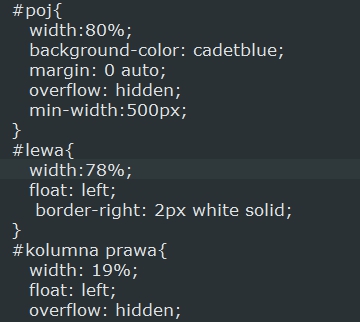 #poj{
width:80%;
background-color: cadetblue;
margin: 0 auto;
overflow: hidden;
min-width:500px;
}
#lewa{
width:78%;
float: left;
border-right: 2px white solid;
}
#kolumna prawa{
width: 19%;
float: left;
overflow: hidden;